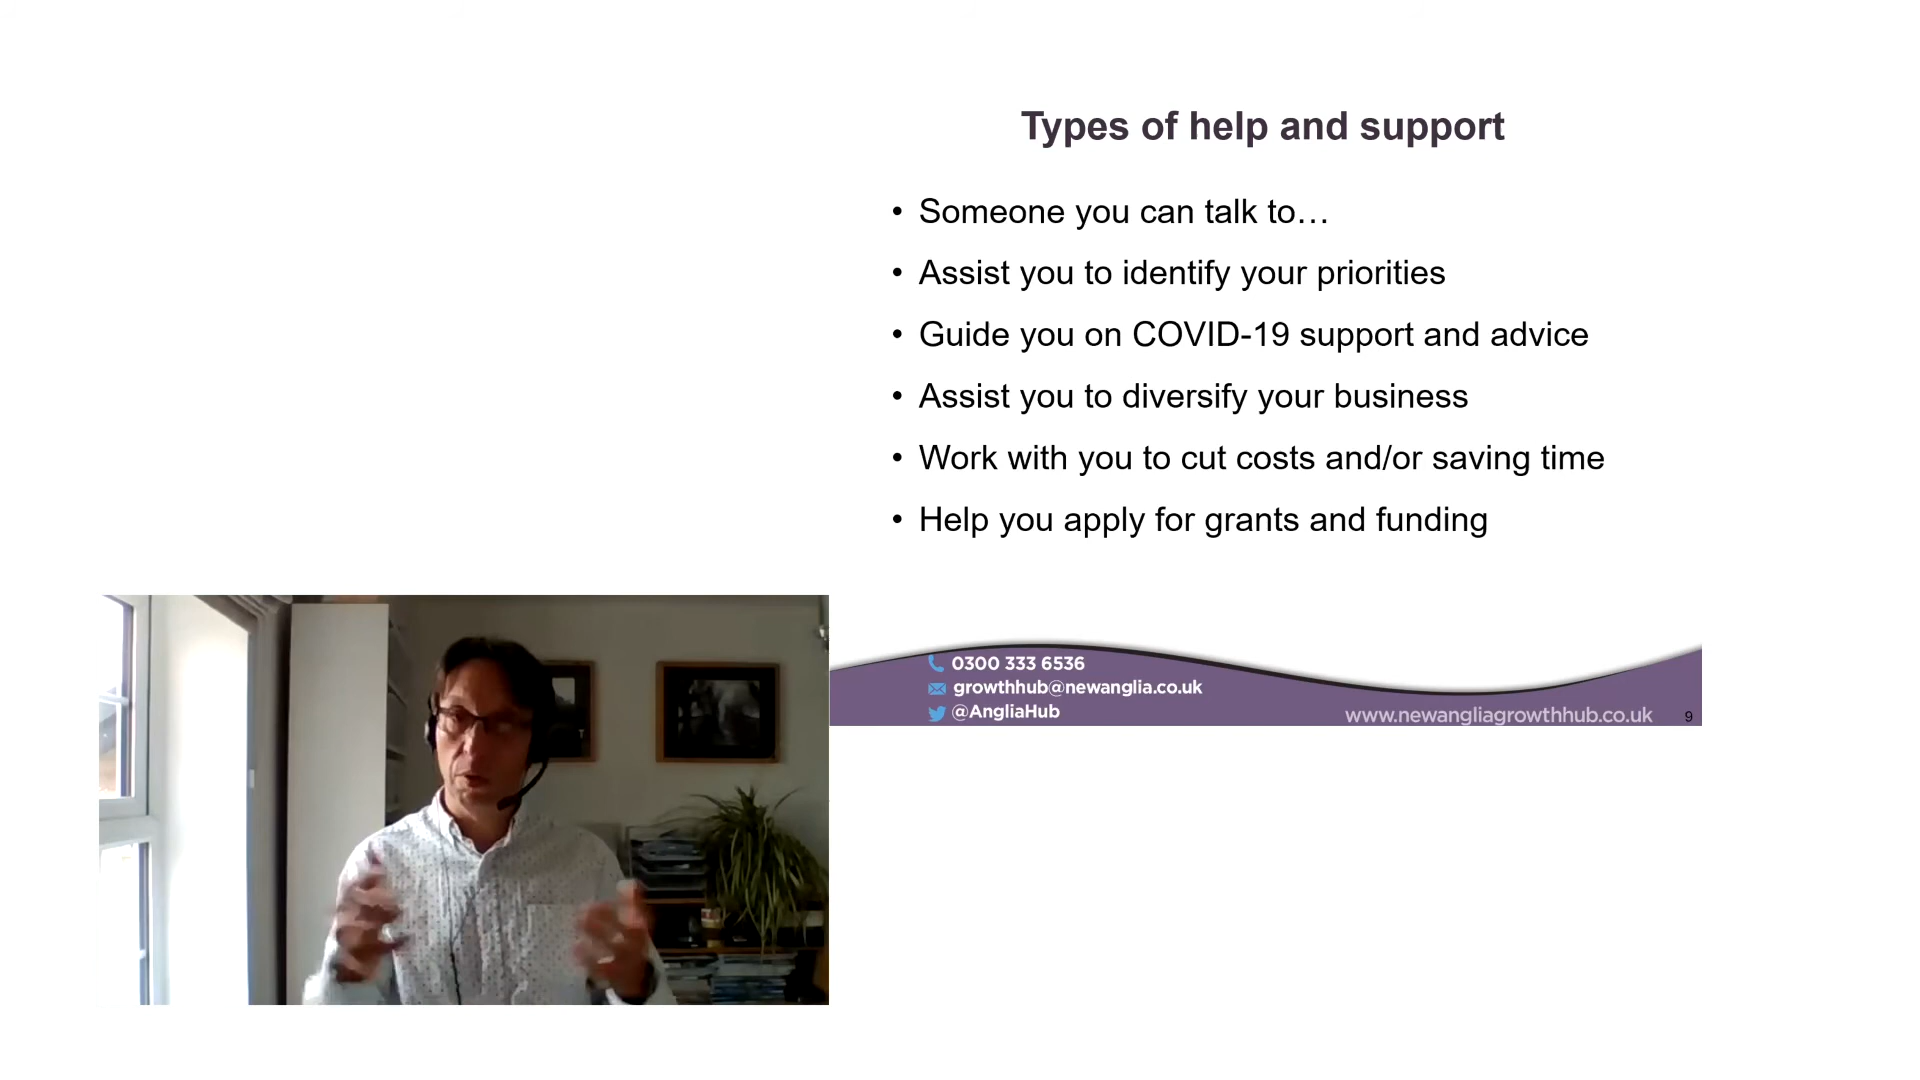 Types of help and support
• Someone you can talk to…
• Assist you to identify your priorities
• Guide you on COVID-19 support and advice
• Assist you to diversify your business
• Work with you to cut costs and/or saving time
• Help you apply for grants and funding
0300 333 6536
growthhub@newanglia.co.uk
@AngliaHub
www.newangliagrowthhub.co.uk
9